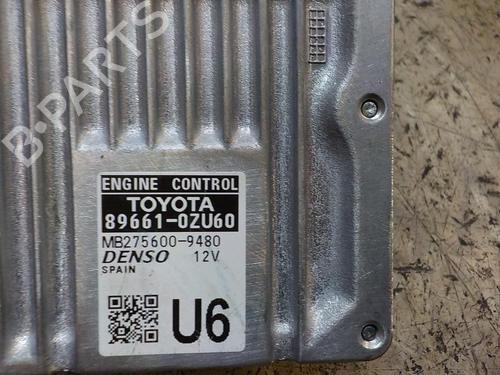 B-PARTS
ENGINE CONTROL
TOYOTA
89661-0ZU60
MB275600-9480
DENSO 12V
SPAIN
U6